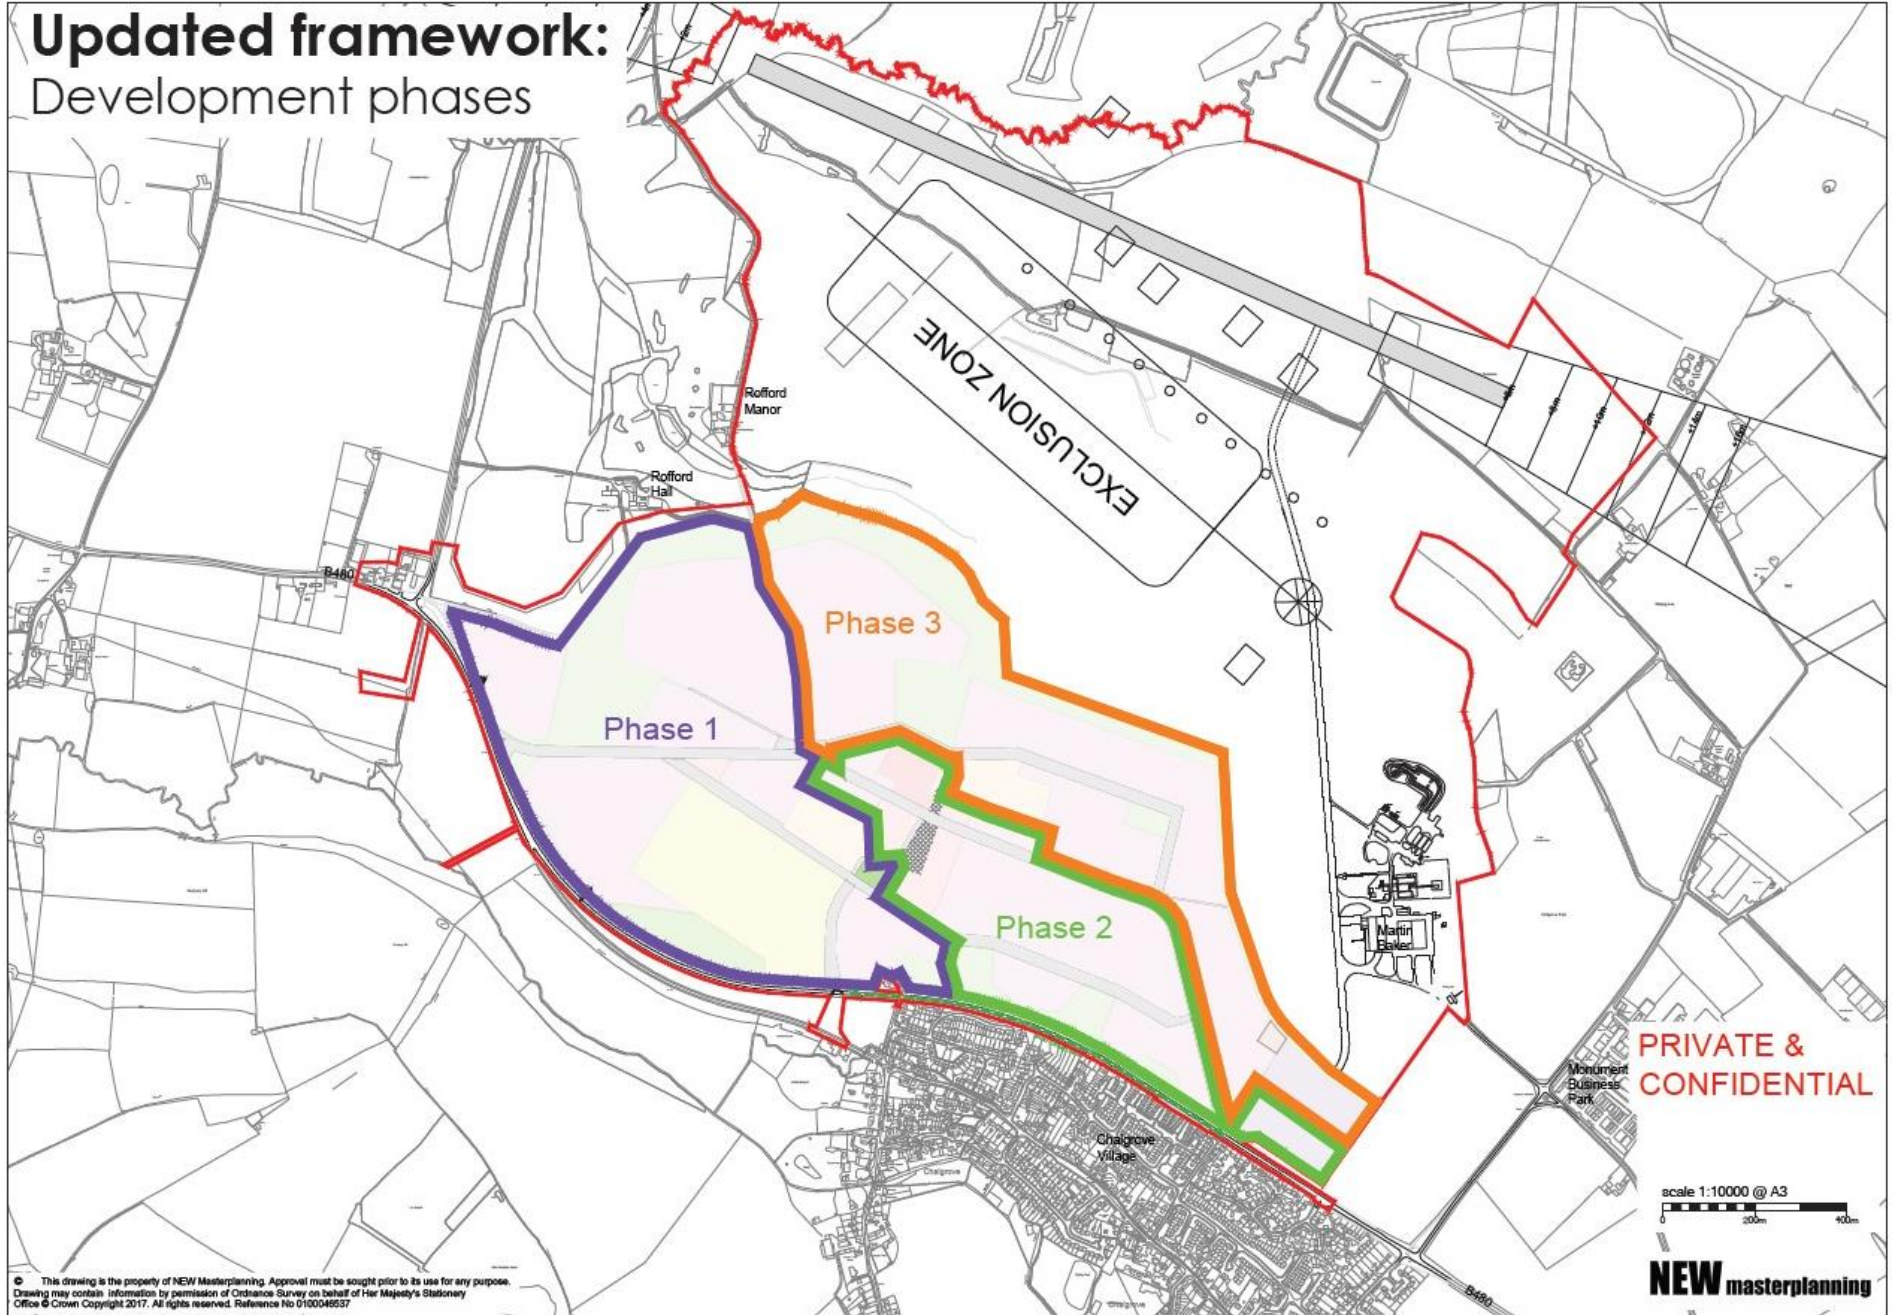 Updated framework:
Development phases
EXCLUSION ZONE
Rofford
Manor
Rofford
Hall
B480
Phase 3
Phase 1
Phase 2
Martin
Baker
Chalgrove
Village
Chalgrove
Chalgrove
Monument
Business
Park
B480
PRIVATE &
CONFIDENTIAL
scale 1:10000 @ A3
0 200m 400m
NEW masterplanning
© This drawing is the property of NEW Masterplanning. Approval must be sought prior to its use for any purpose.
Drawing may contain information by permission of Ordnance Survey on behalf of Her Majesty's Stationery
Office © Crown Copyright 2017. All rights reserved. Reference No 0100046537